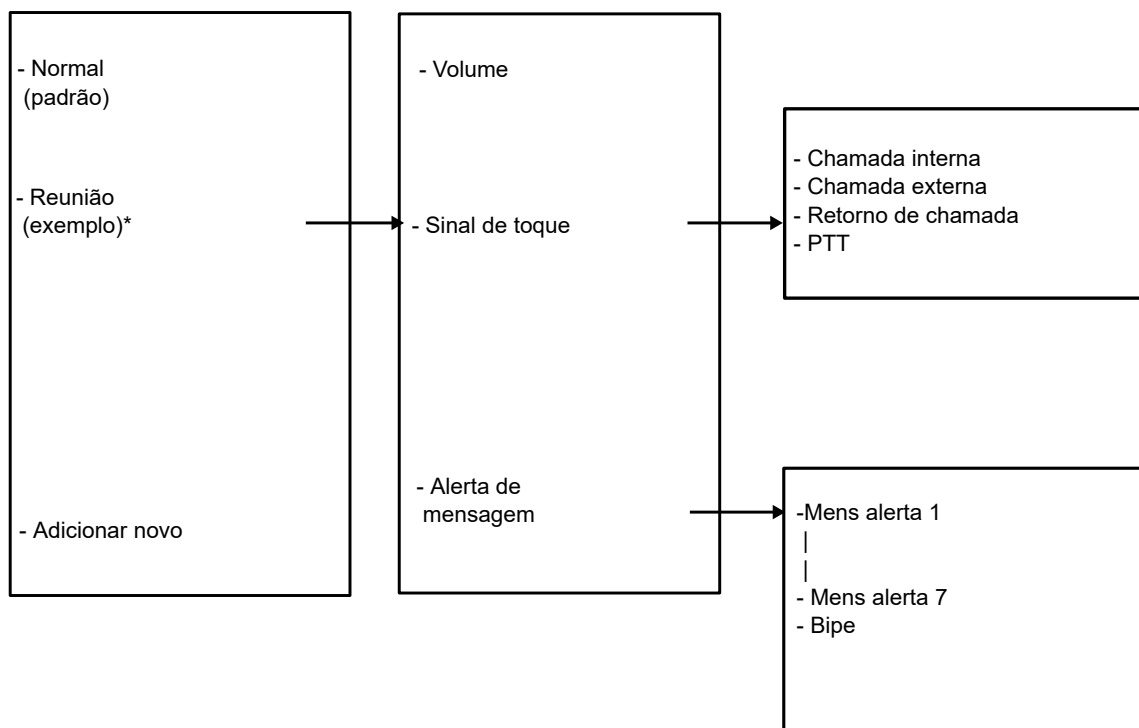 - Normal
(padrão)
- Reunião
(exemplo)*
- Adicionar novo
- Volume
- Sinal de toque
- Alerta de
mensagem
- Chamada interna
- Chamada externa
- Retorno de chamada
- PTT
-Mens alerta 1
|
|
- Mens alerta 7
- Bipe